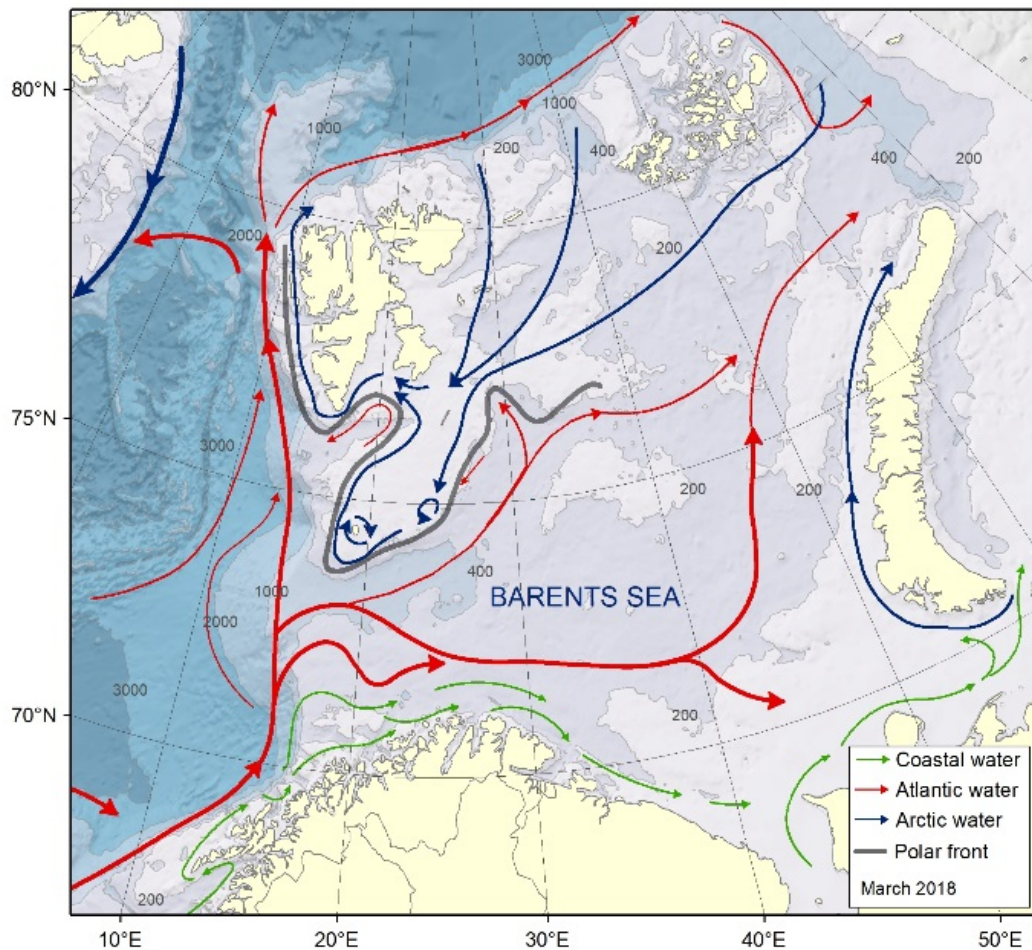 80°N
75°N
70°N
3000
1000
1000
200
400
400
200
2000
200
3000
200
200
200
400
1000
2000
BARENTS SEA
3000
200
200
Coastal water
Atlantic water
Arctic water
Polar front
March 2018
10°E
20°E
30°E
40°E
50°E